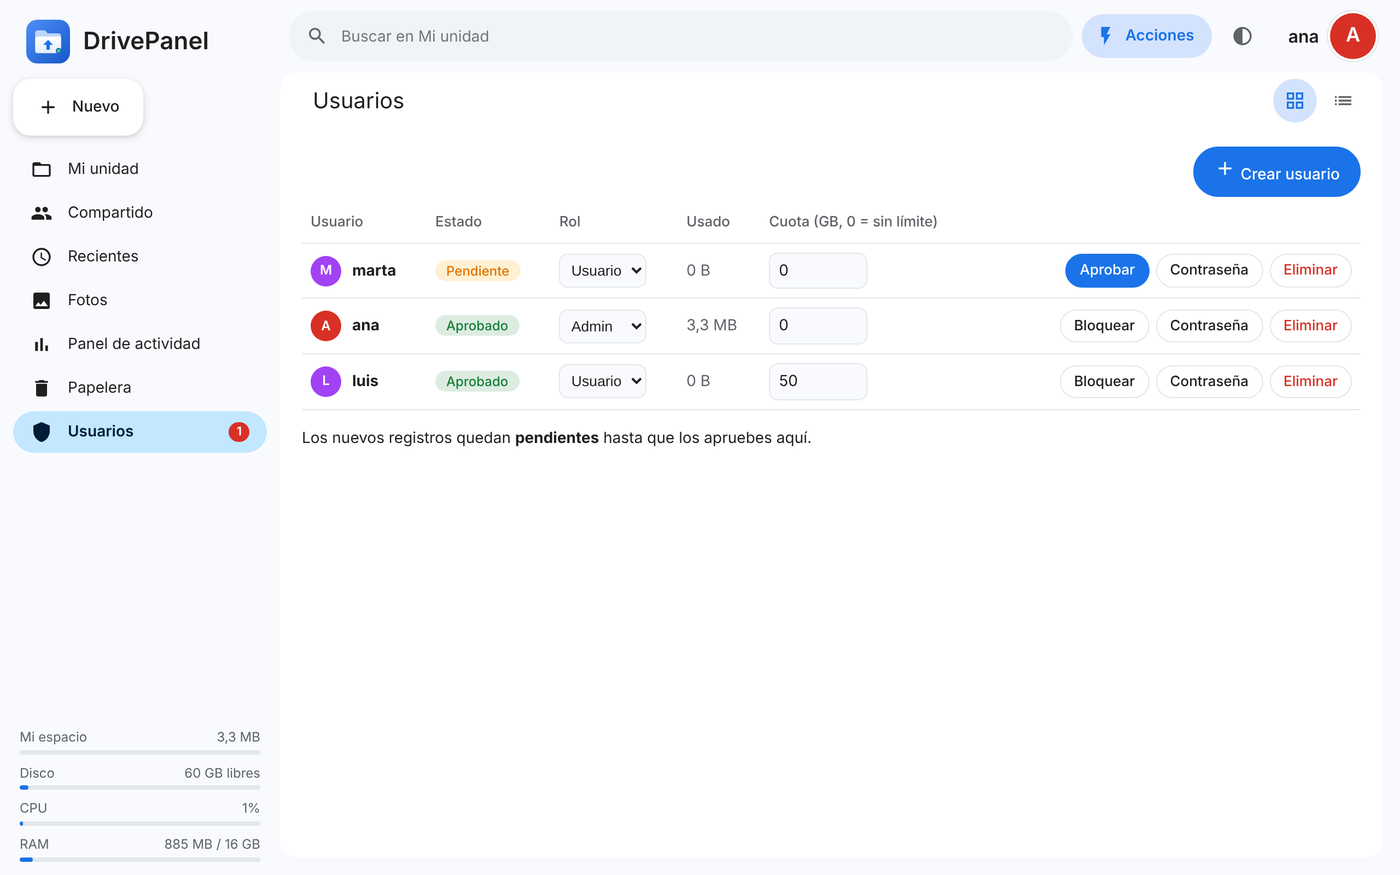 DrivePanel
Buscar en Mi unidad
Acciones
ana
A
Nuevo
Mi unidad
Compartido
Recientes
Fotos
Panel de actividad
Papelera
Usuarios 1
Mi espacio 3,3 MB
Disco 60 GB libres
CPU 1%
RAM 885 MB / 16 GB
Usuarios
Crear usuario
Usuario Estado Rol Usado Cuota (GB, 0 = sin límite)
M marta Pendiente Usuario 0 B 0 Aprobar Contraseña Eliminar
A ana Aprobado Admin 3,3 MB 0 Bloquear Contraseña Eliminar
L luis Aprobado Usuario 0 B 50 Bloquear Contraseña Eliminar
Los nuevos registros quedan pendientes hasta que los apruebes aquí.